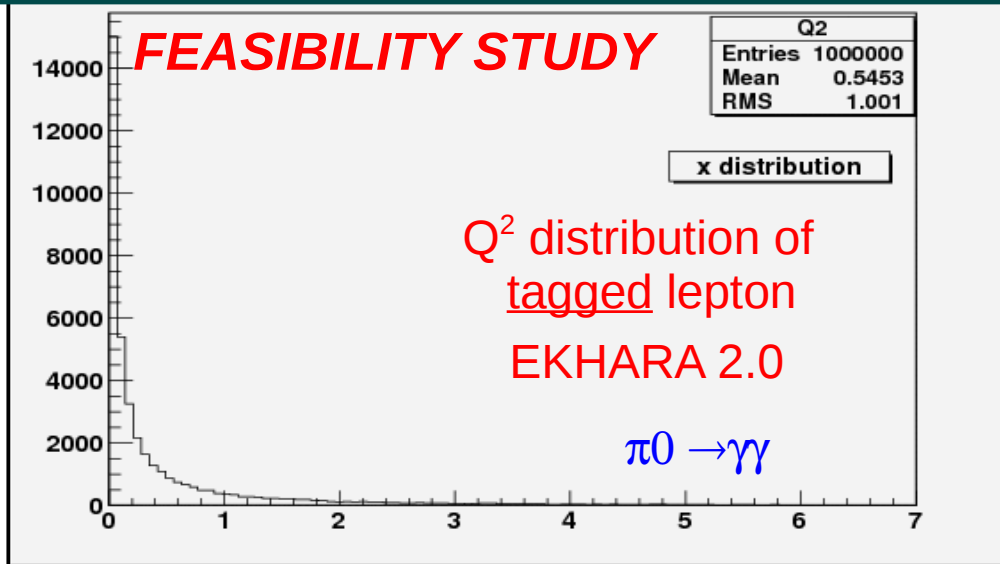 FEASIBILITY STUDY
Q2
Entries 1000000
Mean 0.5453
RMS 1.001
x distribution
Q² distribution of
tagged lepton
EKHARA 2.0
π0 →γγ
14000
12000
10000
8000
6000
4000
2000
0
0 1 2 3 4 5 6 7